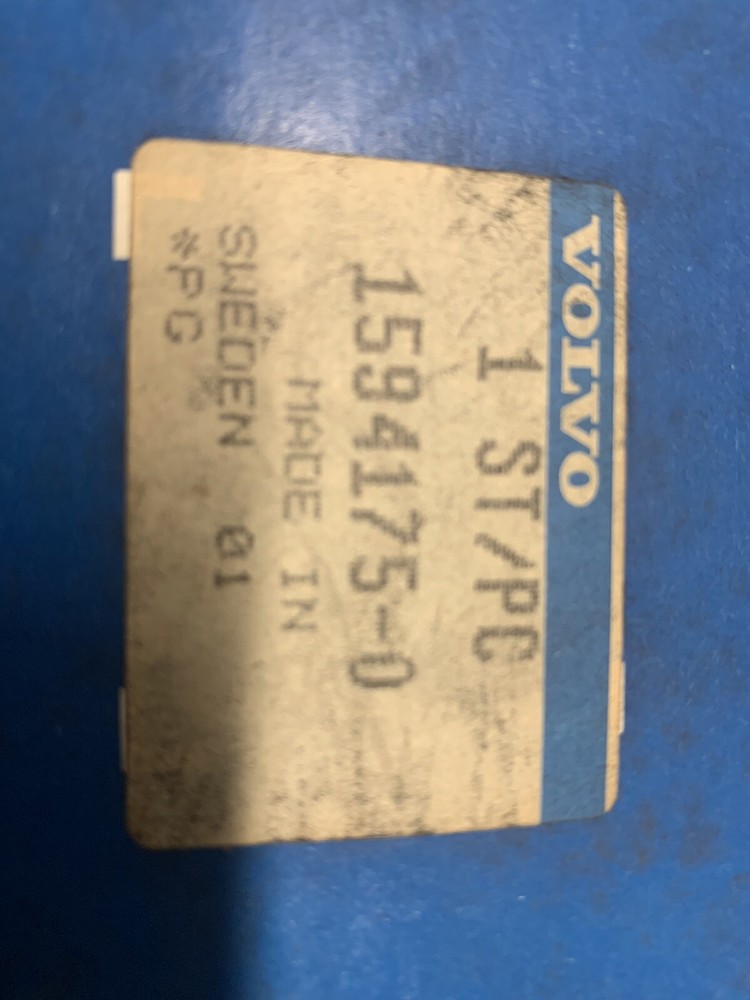 VOLVO
1 ST/PC
1594175-0
MADE IN
SWEDEN 01
*PG